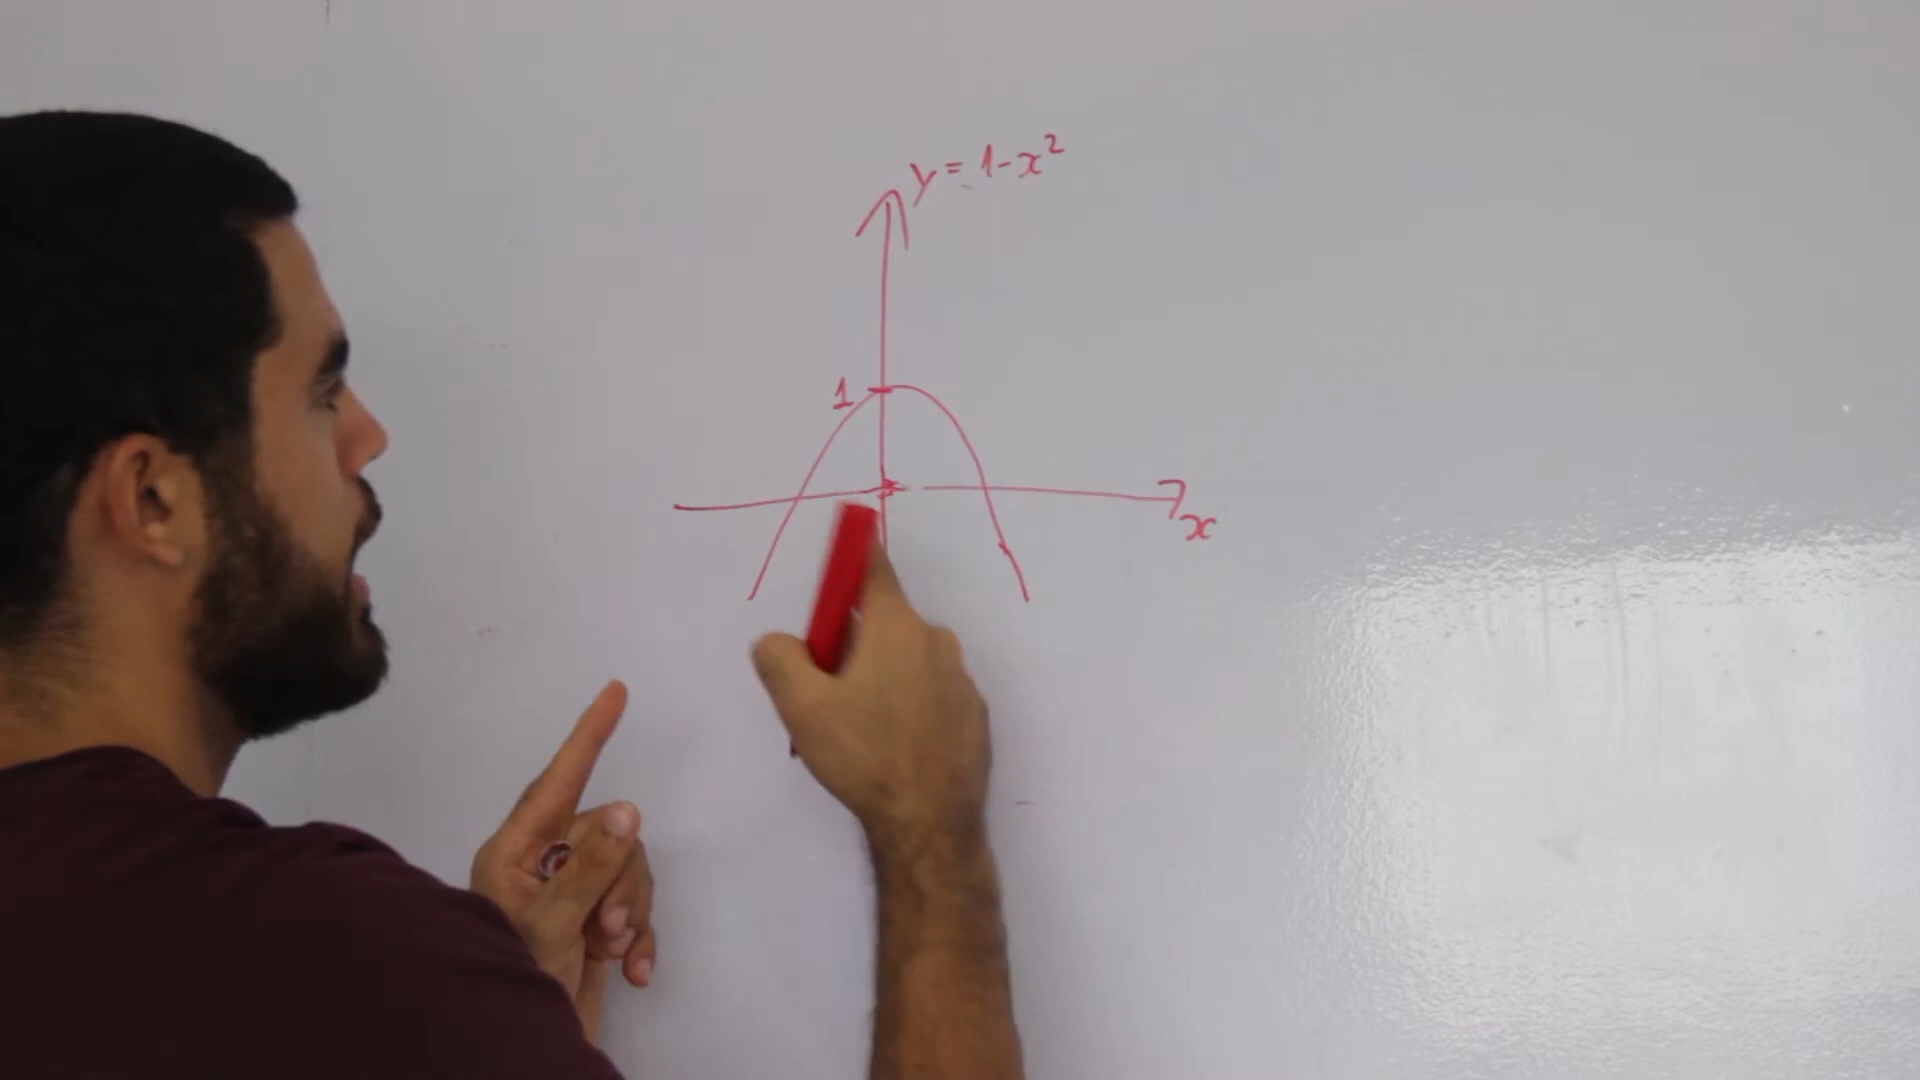 y = 1-x²
1
x